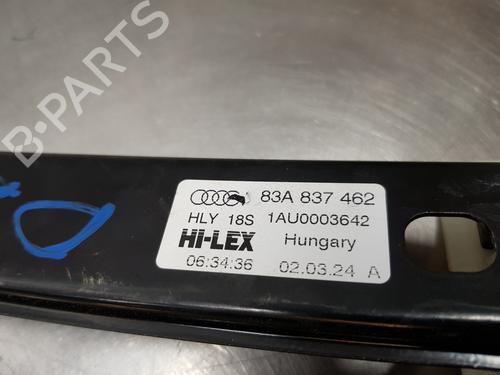 B-PARTS
83A 837 462
HLY 18S 1AU0003642
HI-LEX Hungary
06:34:36 02.03.24 A